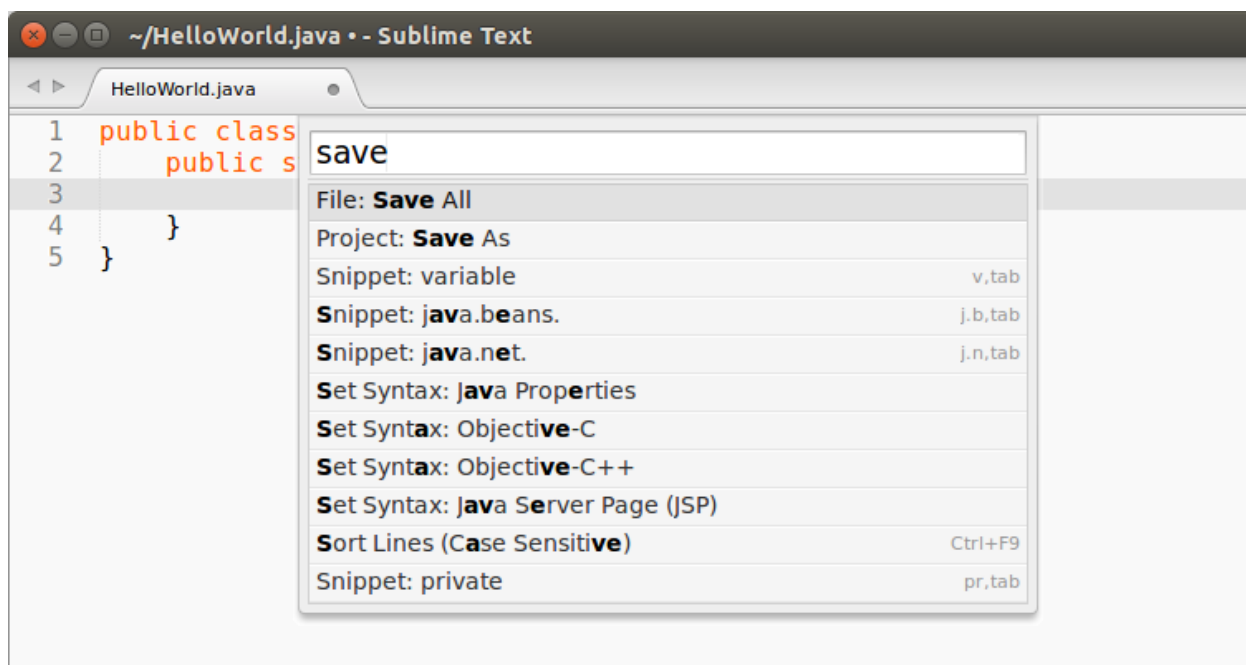 ~/HelloWorld.java • - Sublime Text
HelloWorld.java
1 public class
2 public s
3
4 }
5 }
save
File: Save All
Project: Save As
Snippet: variable v,tab
Snippet: java.beans. j.b,tab
Snippet: java.net. j.n,tab
Set Syntax: Java Properties
Set Syntax: Objective-C
Set Syntax: Objective-C++
Set Syntax: Java Server Page (JSP)
Sort Lines (Case Sensitive) Ctrl+F9
Snippet: private pr,tab